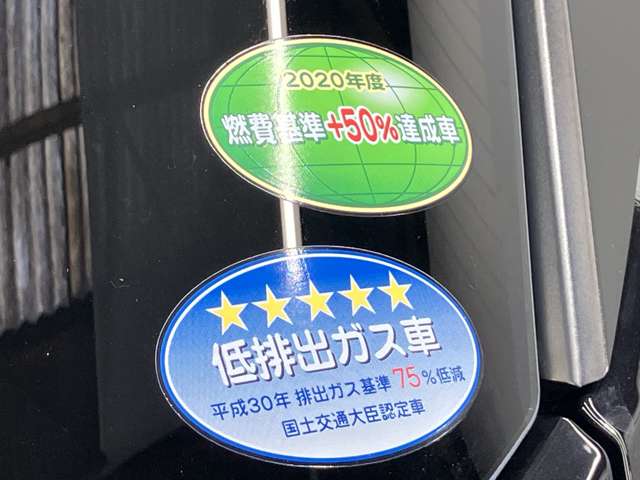 2020年度
燃費基準+50%達成車
低排出ガス車
平成30年 排出ガス基準75%低減
国土交通大臣認定車